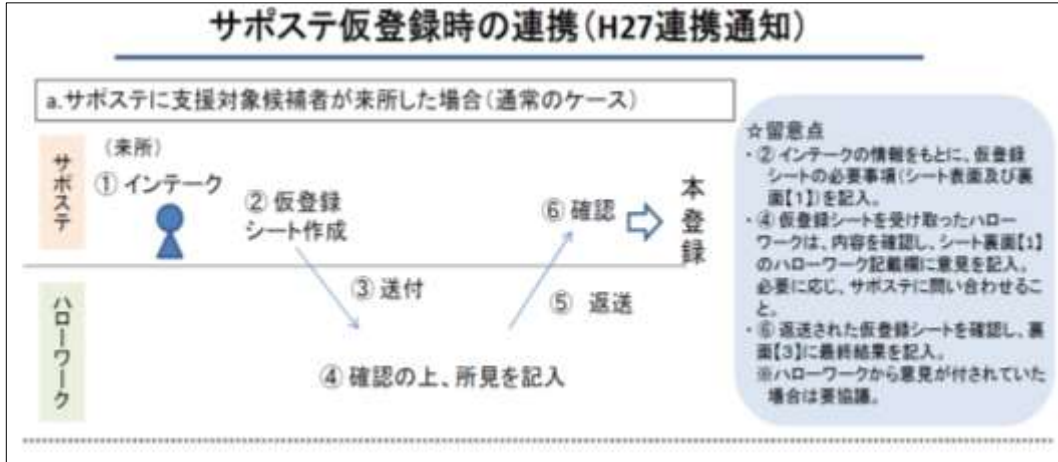 サポステ仮登録時の連携（H27連携通知）
a.サポステに支援対象候補者が来所した場合（通常のケース）
サポステ
（来所）
① インテーク
② 仮登録
シート作成
③ 送付
ハローワーク
④ 確認の上、所見を記入
⑤ 返送
⑥ 確認
本登録
☆留意点
・② インテークの情報をもとに、仮登録
シートの必要事項（シート表面及び裏
面【1】）を記入。
・④ 仮登録シートを受け取ったハロー
ワークは、内容を確認し、シート裏面【1】
のハローワーク記載欄に意見を記入。
必要に応じ、サポステに問い合わせるこ
と。
・⑥ 返送された仮登録シートを確認し、裏
面【3】に最終結果を記入。
※ハローワークから意見が付されていた
場合は要協議。